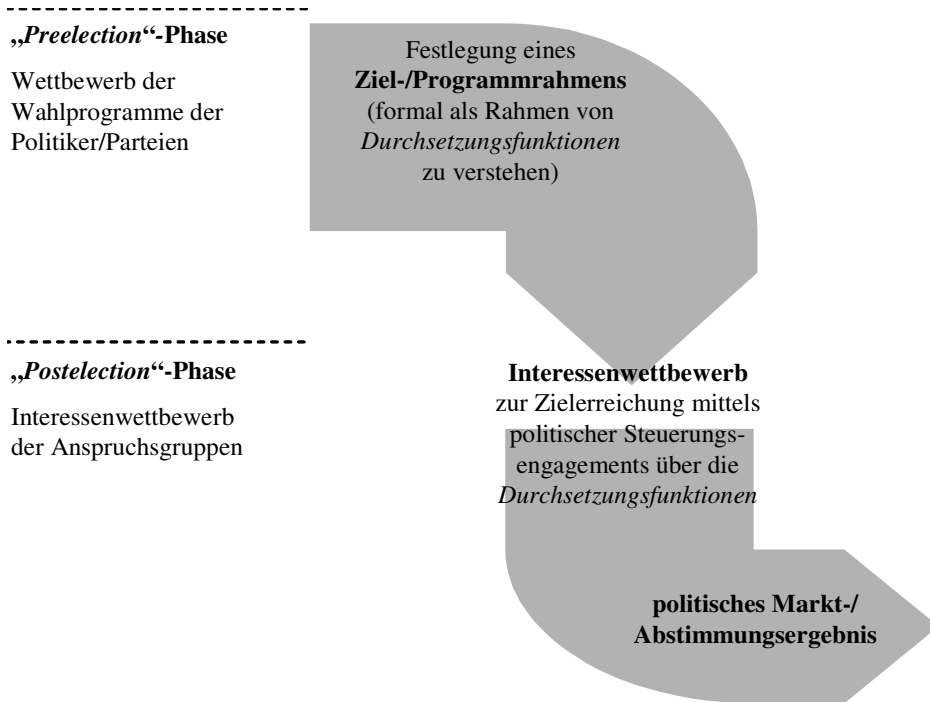 „Preelection“-Phase
Wettbewerb der
Wahlprogramme der
Politiker/Parteien
Festlegung eines
Ziel-/Programmrahmens
(formal als Rahmen von
Durchsetzungsfunktionen
zu verstehen)
„Postelection“-Phase
Interessenwettbewerb
der Anspruchsgruppen
Interessenwettbewerb
zur Zielerreichung mittels
politischer Steuerungs-
engagements über die
Durchsetzungsfunktionen
politisches Markt-/
Abstimmungsergebnis